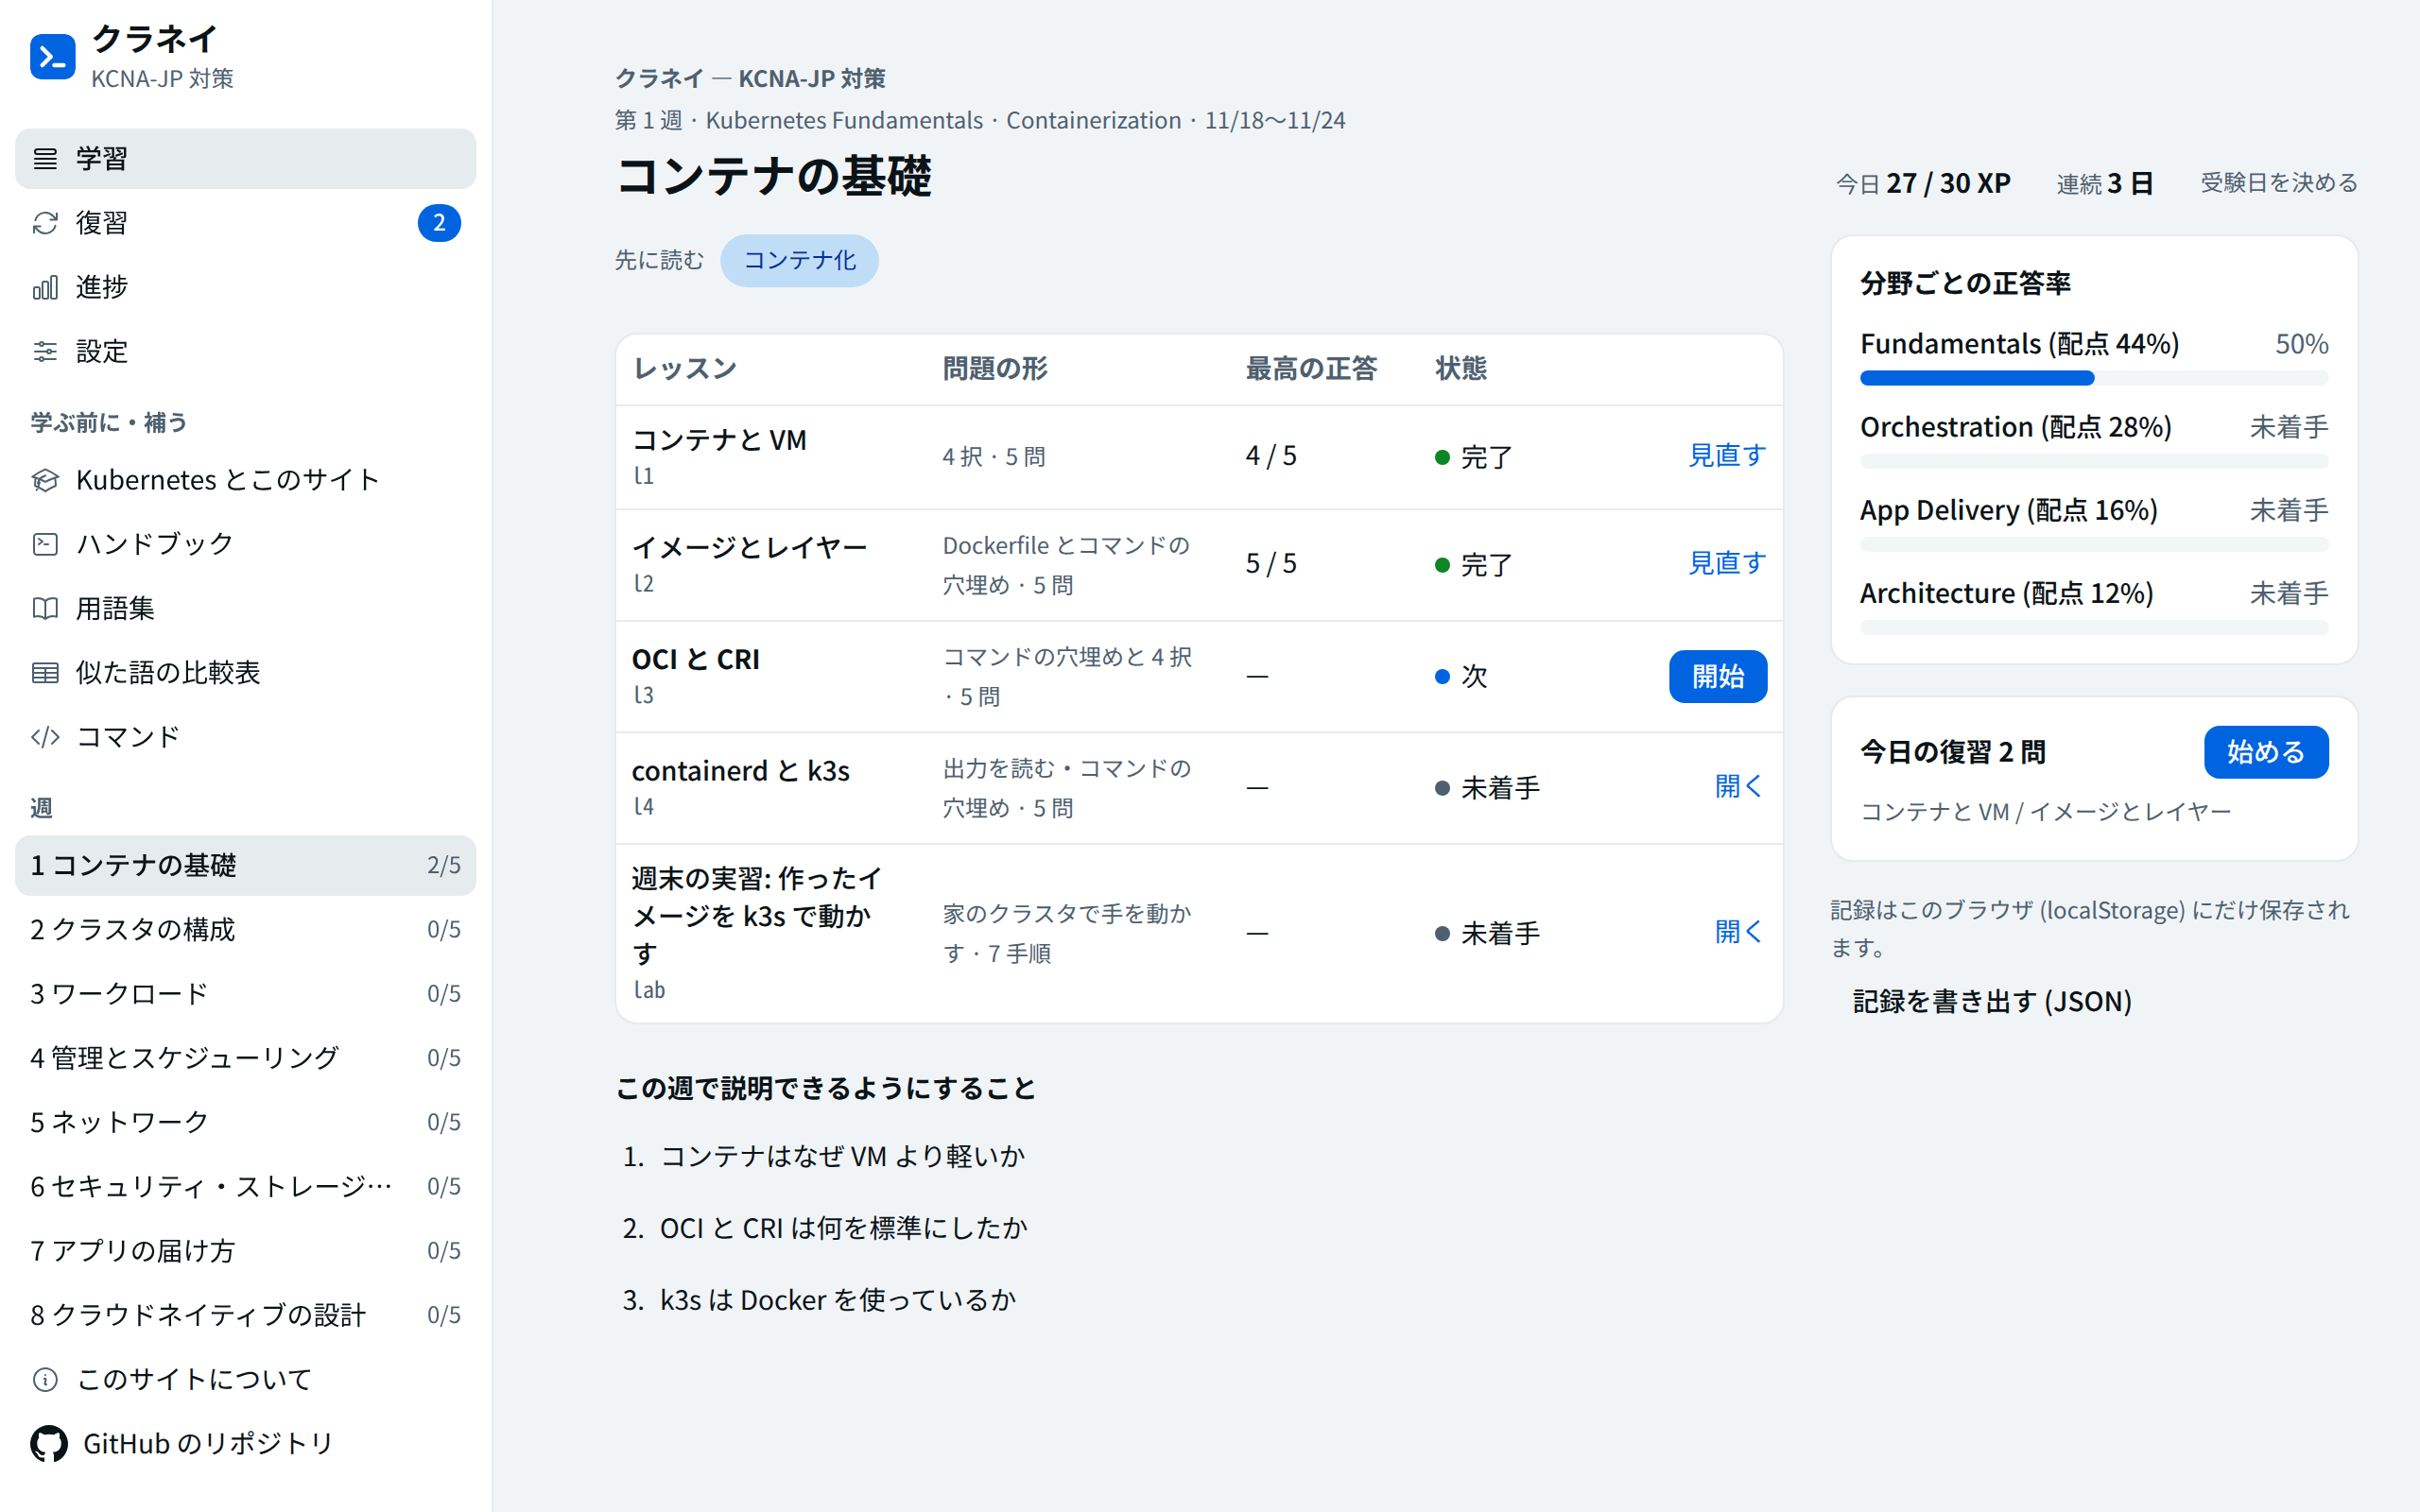 クラネイ
KCNA-JP 対策
学習
復習 2
進捗
設定
学ぶ前に・補う
Kubernetes とこのサイト
ハンドブック
用語集
似た語の比較表
コマンド
週
1 コンテナの基礎 2/5
2 クラスタの構成 0/5
3 ワークロード 0/5
4 管理とスケジューリング 0/5
5 ネットワーク 0/5
6 セキュリティ・ストレージ… 0/5
7 アプリの届け方 0/5
8 クラウドネイティブの設計 0/5
このサイトについて
GitHub のリポジトリ
クラネイ — KCNA-JP 対策
第 1 週 · Kubernetes Fundamentals · Containerization · 11/18〜11/24
コンテナの基礎
今日 27 / 30 XP 連続 3 日 受験日を決める
先に読む コンテナ化
レッスン 問題の形 最高の正答 状態
コンテナと VM
l1
4 択 · 5 問
4 / 5
完了
見直す
イメージとレイヤー
l2
Dockerfile とコマンドの
穴埋め · 5 問
5 / 5
完了
見直す
OCI と CRI
l3
コマンドの穴埋めと 4 択
· 5 問
—
次
開始
containerd と k3s
l4
出力を読む・コマンドの
穴埋め · 5 問
—
未着手
開く
週末の実習: 作ったイ
メージを k3s で動か
す
lab
家のクラスタで手を動か
す · 7 手順
—
未着手
開く
この週で説明できるようにすること
1. コンテナはなぜ VM より軽いか
2. OCI と CRI は何を標準にしたか
3. k3s は Docker を使っているか
分野ごとの正答率
Fundamentals (配点 44%) 50%
Orchestration (配点 28%) 未着手
App Delivery (配点 16%) 未着手
Architecture (配点 12%) 未着手
今日の復習 2 問 始める
コンテナと VM / イメージとレイヤー
記録はこのブラウザ (localStorage) にだけ保存され
ます。
記録を書き出す (JSON)